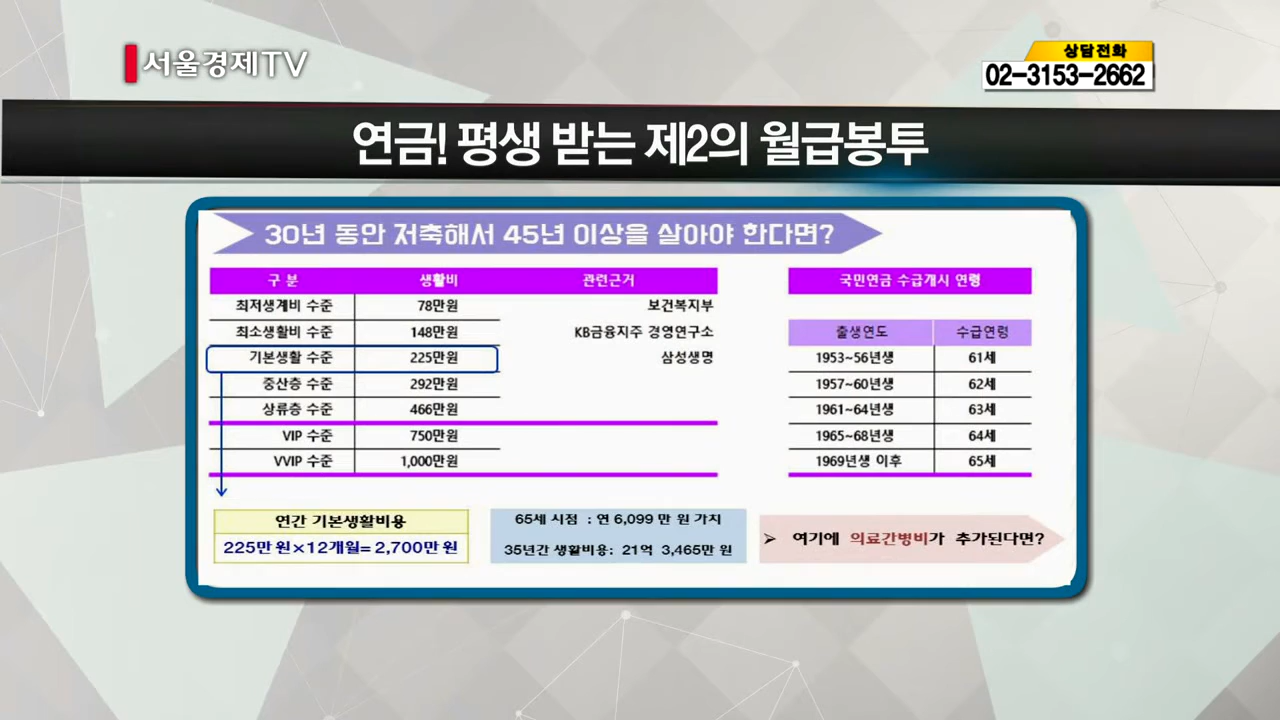 서울경제TV
상담전화
02-3153-2662
연금! 평생 받는 제2의 월급봉투
30년 동안 저축해서 45년 이상을 살아야 한다면?
구 분 생활비 관련근거
최저생계비 수준 78만원 보건복지부
최소생활비 수준 148만원 KB금융지주 경영연구소
기본생활 수준 225만원 삼성생명
중산층 수준 292만원
상류층 수준 466만원
VIP 수준 750만원
VVIP 수준 1,000만원
국민연금 수급개시 연령
출생연도 수급연령
1953~56년생 61세
1957~60년생 62세
1961~64년생 63세
1965~68년생 64세
1969년생 이후 65세
연간 기본생활비용
225만 원×12개월= 2,700만 원
65세 시점 : 연 6,099 만 원 가치
35년간 생활비용: 21억 3,465만 원
➢ 여기에 의료간병비가 추가된다면?